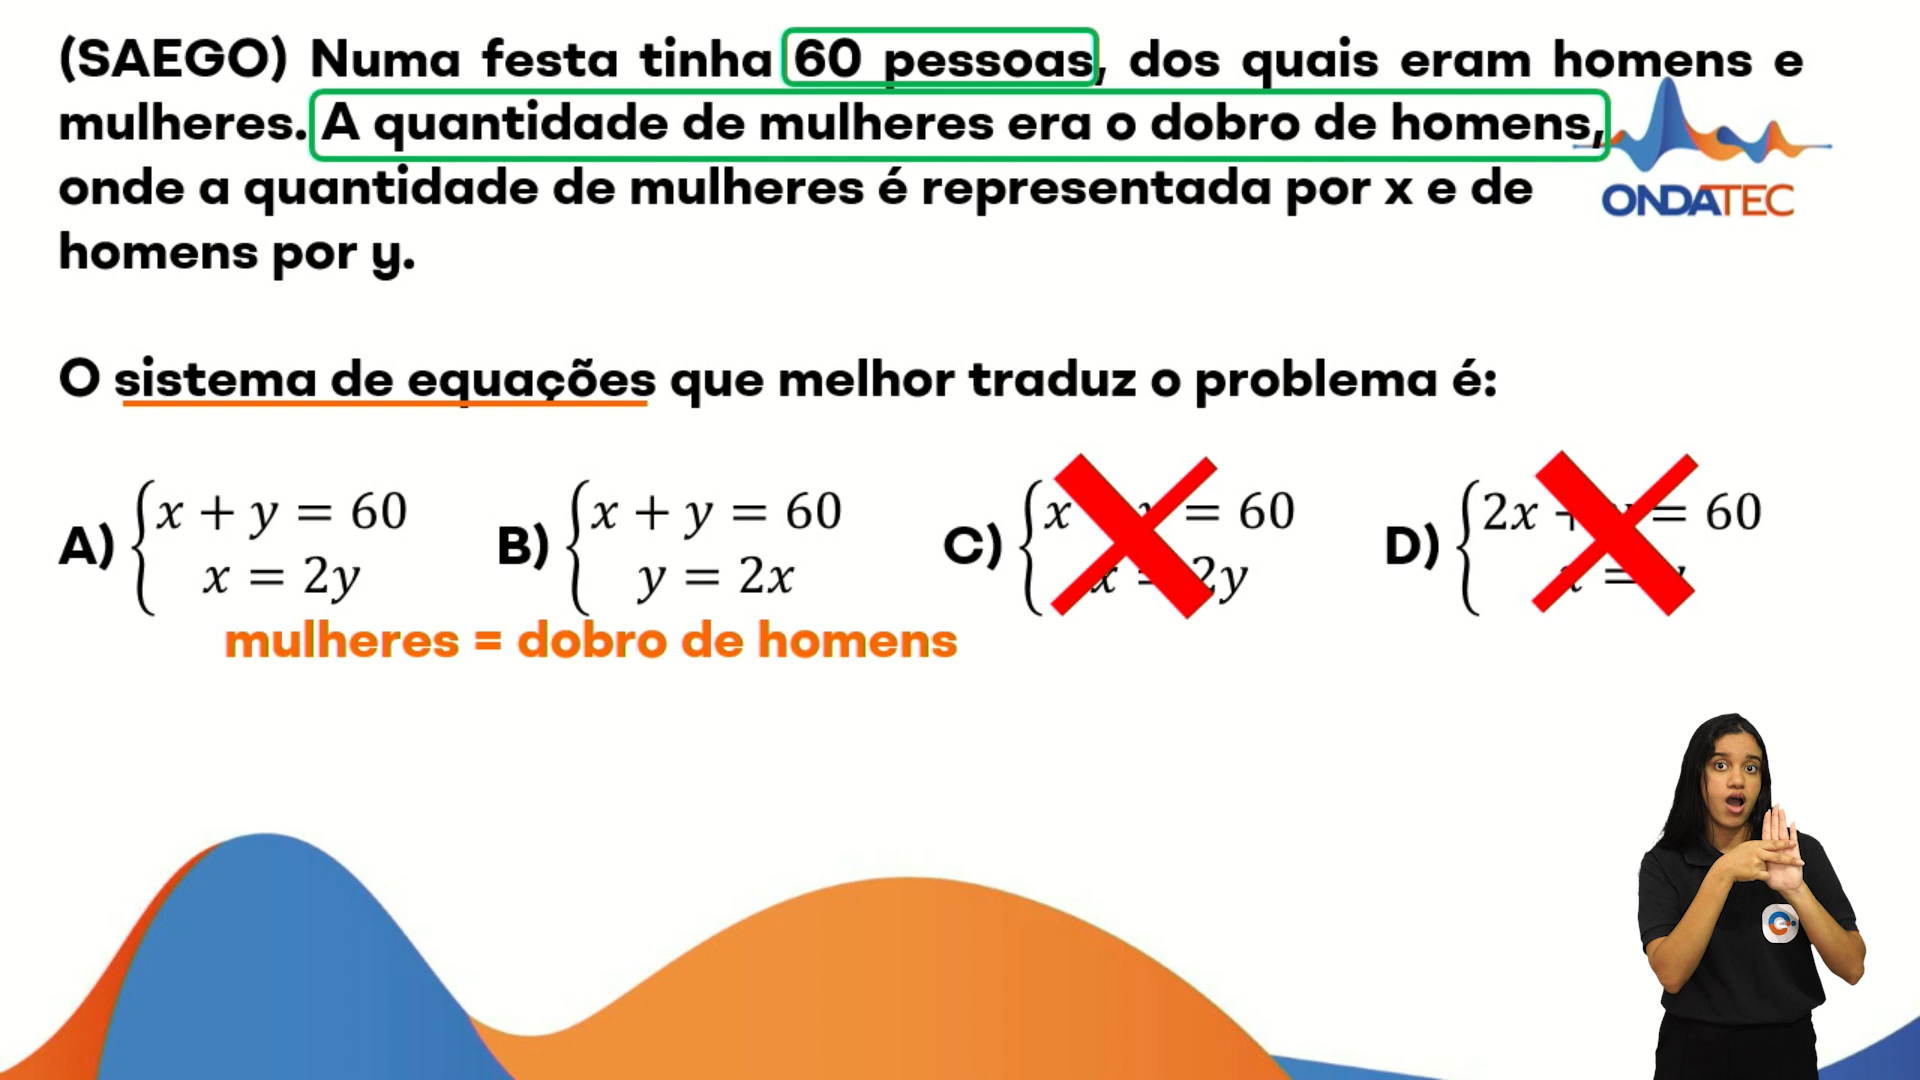 (SAEGO) Numa festa tinha 60 pessoas, dos quais eram homens e
mulheres. A quantidade de mulheres era o dobro de homens,
onde a quantidade de mulheres é representada por x e de
homens por y.
ONDATEC
O sistema de equações que melhor traduz o problema é:
A) x + y = 60
x = 2y
B) x + y = 60
y = 2x
C) x = 60
x = 2y
D) 2x + = 60
=
mulheres = dobro de homens